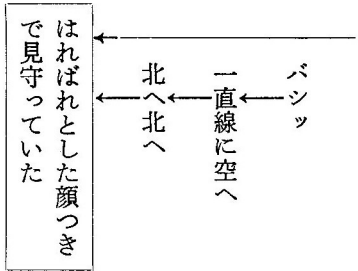 バシッ
一直線に空へ
北へ北へ
はればれとした顔つき
で見守っていた